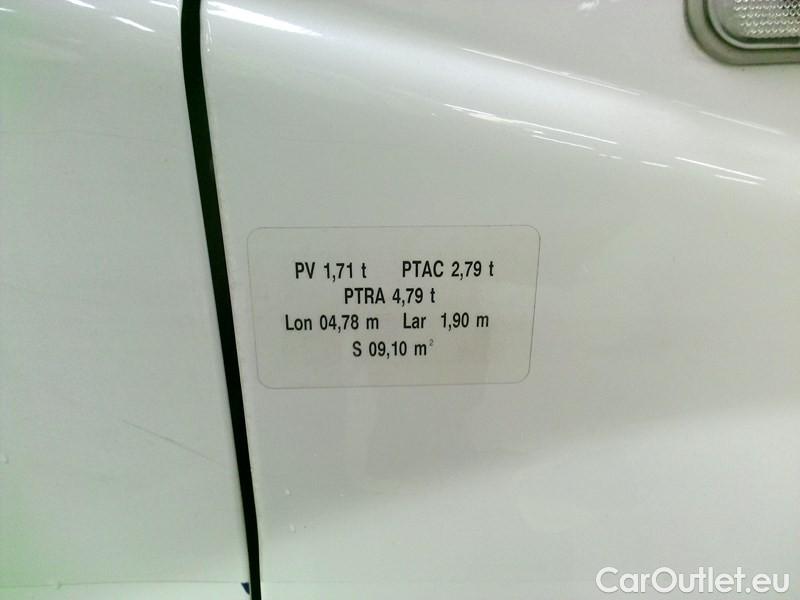 PV 1,71 t PTAC 2,79 t
PTRA 4,79 t
Lon 04,78 m Lar 1,90 m
S 09,10 m²
CarOutlet.eu